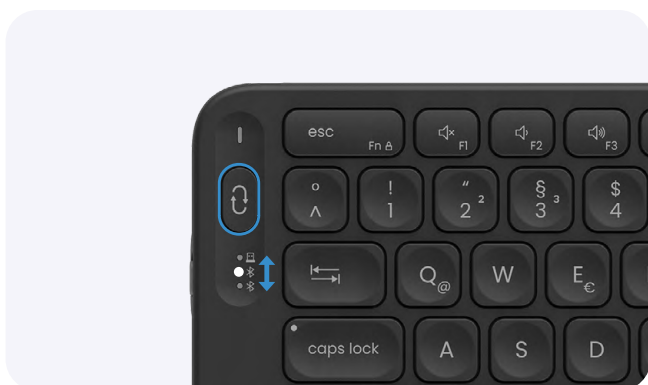 esc Fn F1 F2 F3
° ! “ § $
^ 1 2 ² 3 ³ 4
Q @ W E €
caps lock A S D